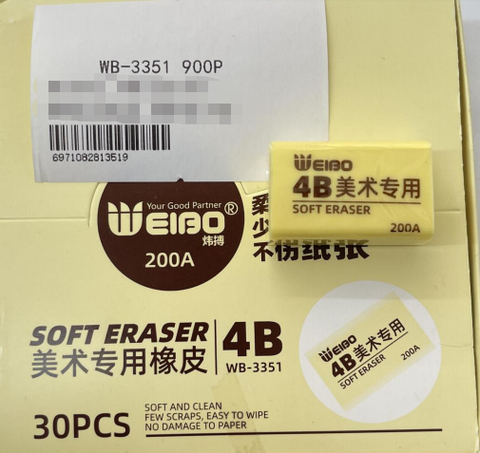 WB-3351 900P
6971082813519
WEIBO
4B美术专用
SOFT ERASER
200A
Your Good Partner
WEIBO®
炜搏
200A
柔
少
不伤纸张
SOFT ERASER
美术专用橡皮
4B
WB-3351
WEIBO
4B美术专用
SOFT ERASER
200A
30PCS
SOFT AND CLEAN
FEW SCRAPS, EASY TO WIPE
NO DAMAGE TO PAPER